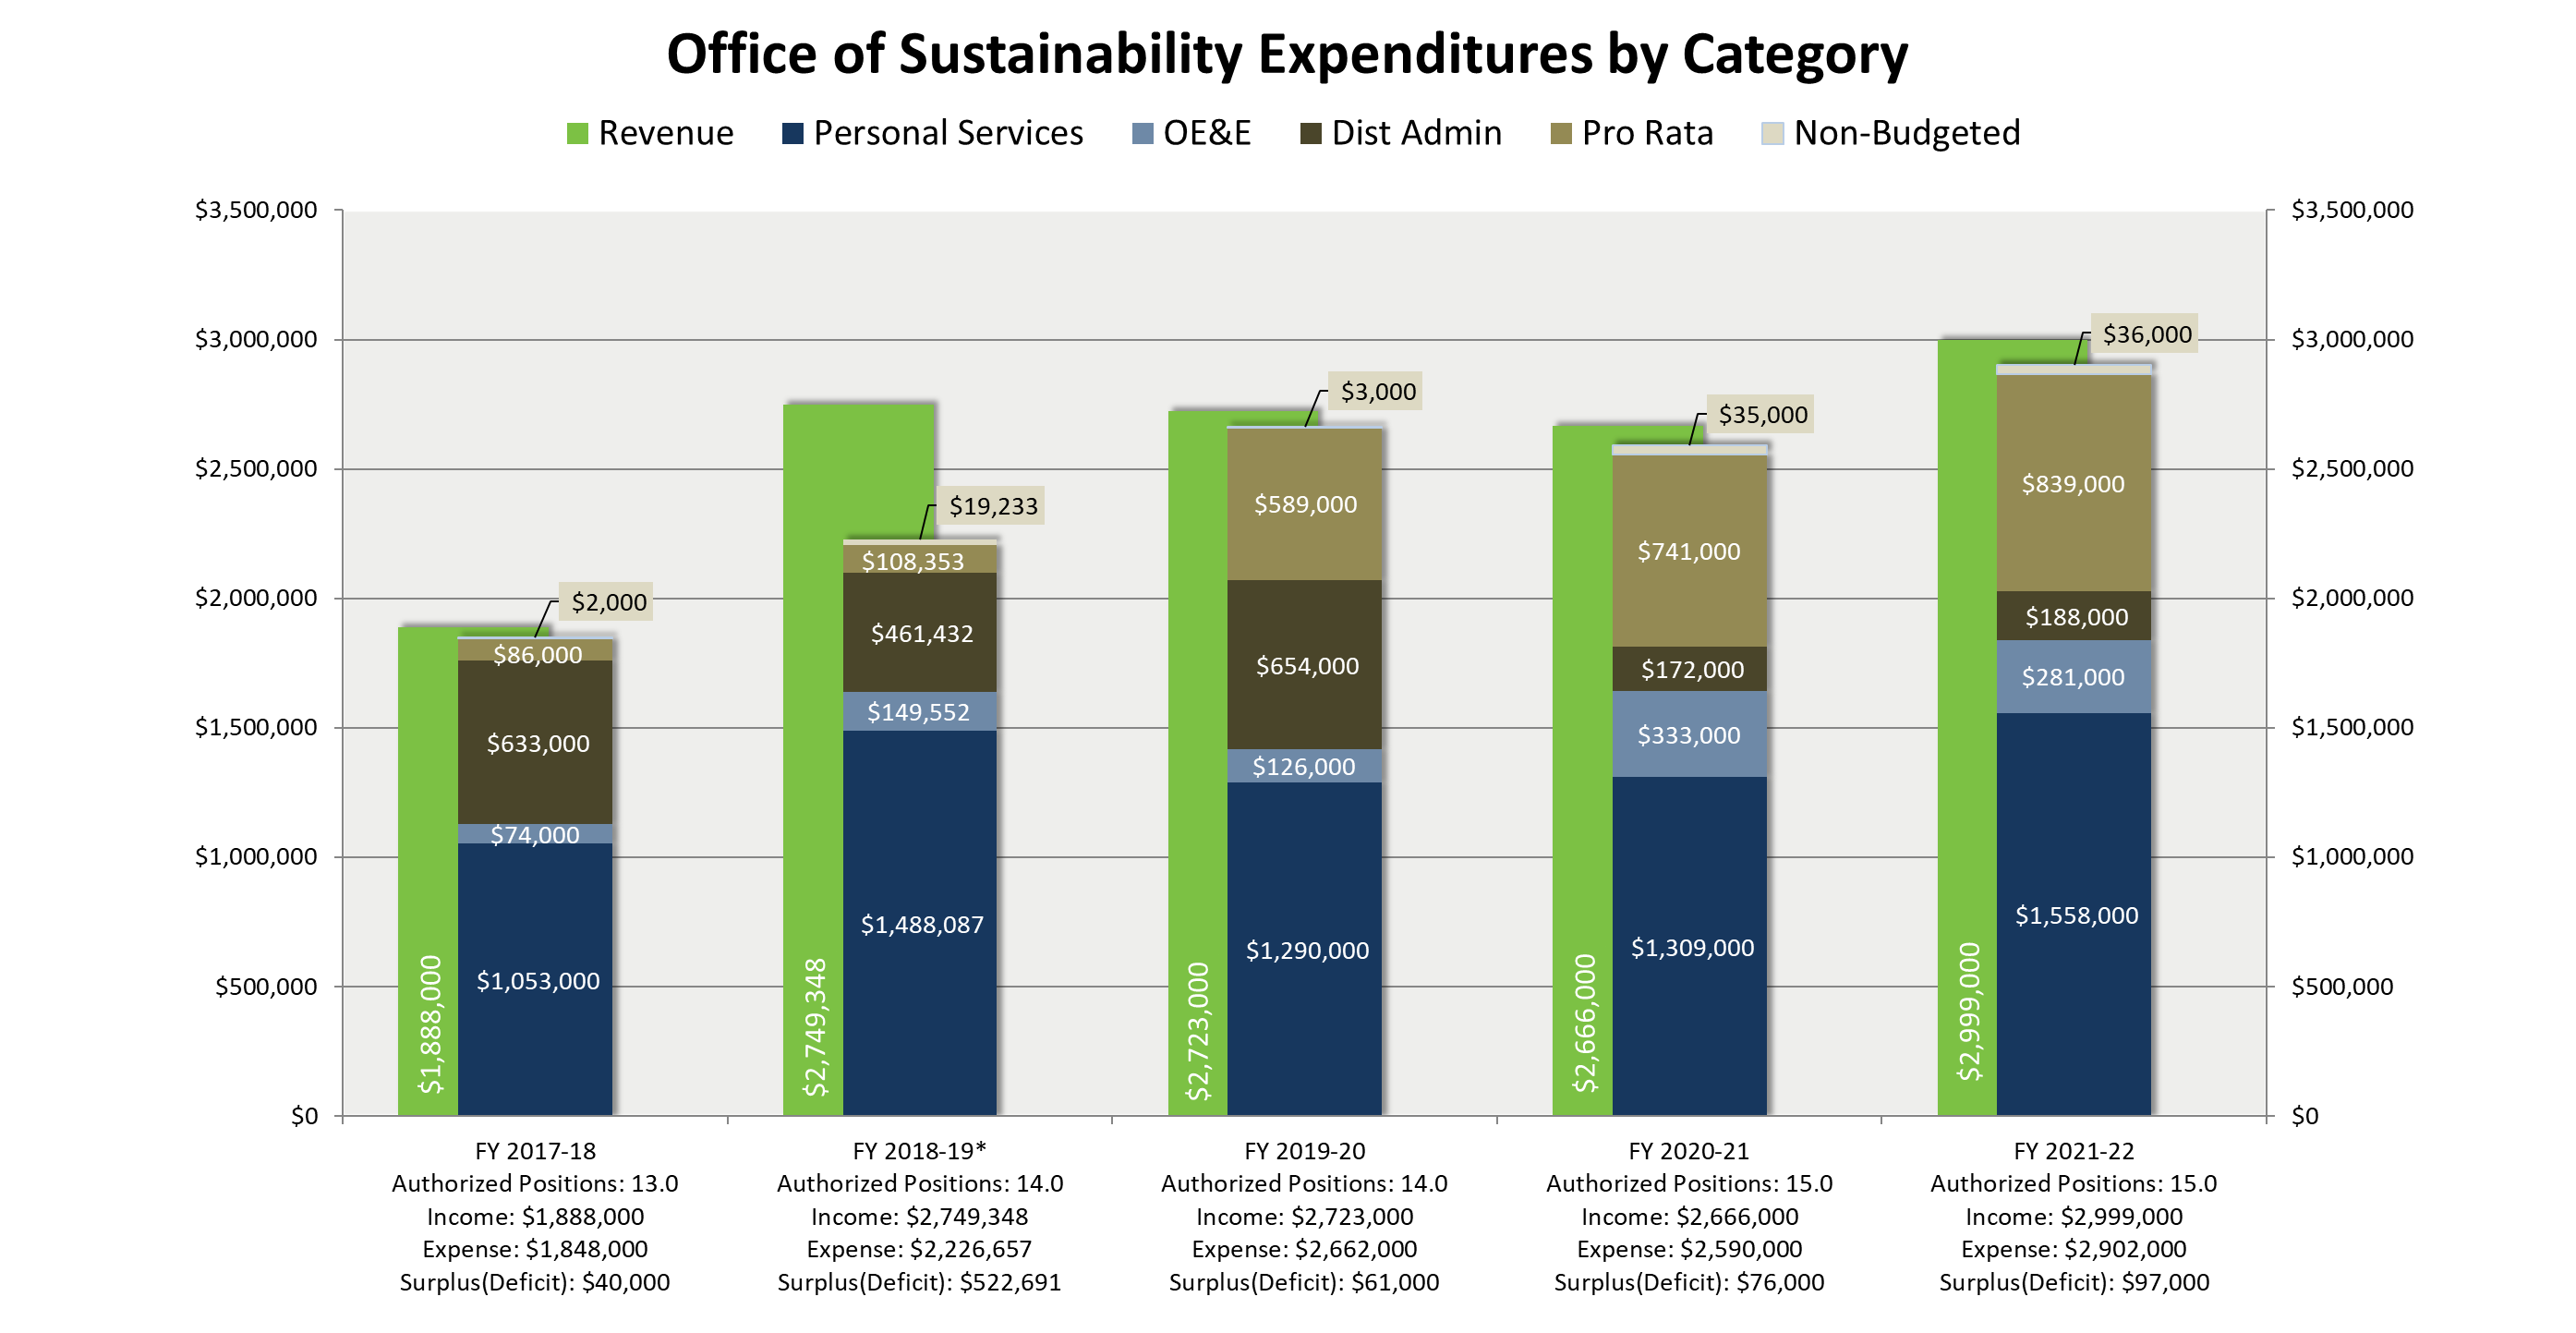 Office of Sustainability Expenditures by Category
Revenue Personal Services OE&E Dist Admin Pro Rata Non-Budgeted
$3,500,000
$3,000,000
$2,500,000
$2,000,000
$1,500,000
$1,000,000
$500,000
$0
$1,888,000
$2,000
$86,000
$633,000
$74,000
$1,053,000
$2,749,348
$19,233
$108,353
$461,432
$149,552
$1,488,087
$2,723,000
$3,000
$589,000
$654,000
$126,000
$1,290,000
$2,666,000
$35,000
$741,000
$172,000
$333,000
$1,309,000
$2,999,000
$36,000
$839,000
$188,000
$281,000
$1,558,000
$3,500,000
$3,000,000
$2,500,000
$2,000,000
$1,500,000
$1,000,000
$500,000
$0
FY 2017-18
Authorized Positions: 13.0
Income: $1,888,000
Expense: $1,848,000
Surplus(Deficit): $40,000
FY 2018-19*
Authorized Positions: 14.0
Income: $2,749,348
Expense: $2,226,657
Surplus(Deficit): $522,691
FY 2019-20
Authorized Positions: 14.0
Income: $2,723,000
Expense: $2,662,000
Surplus(Deficit): $61,000
FY 2020-21
Authorized Positions: 15.0
Income: $2,666,000
Expense: $2,590,000
Surplus(Deficit): $76,000
FY 2021-22
Authorized Positions: 15.0
Income: $2,999,000
Expense: $2,902,000
Surplus(Deficit): $97,000